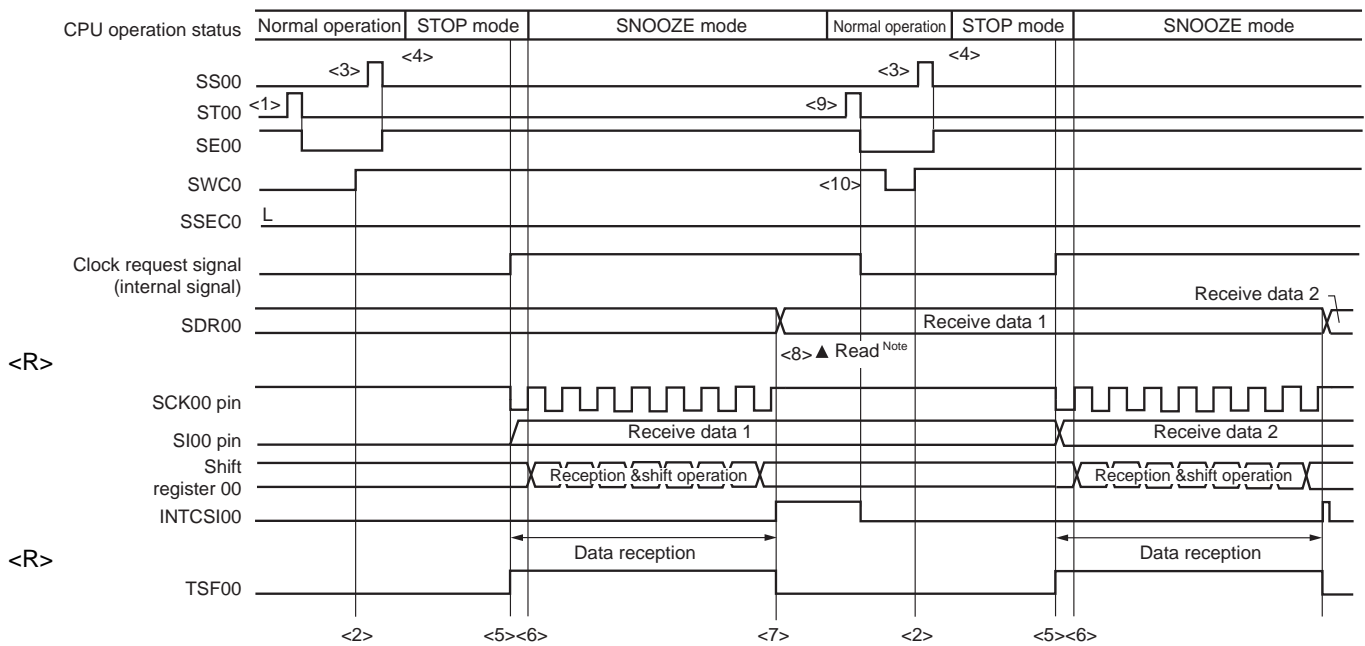 CPU operation status Normal operation STOP mode SNOOZE mode Normal operation STOP mode SNOOZE mode
<3> <4> <3> <4>
SS00
<1> <9>
ST00
SE00
SWC0 <10>
SSEC0 L
Clock request signal
(internal signal)
Receive data 2
SDR00 Receive data 1
<R> <8> ▲ Read Note
SCK00 pin
SI00 pin Receive data 1 Receive data 2
Shift
register 00 Reception &shift operation Reception &shift operation
INTCSI00
<R> Data reception Data reception
TSF00
<2> <5><6> <7> <2> <5><6>